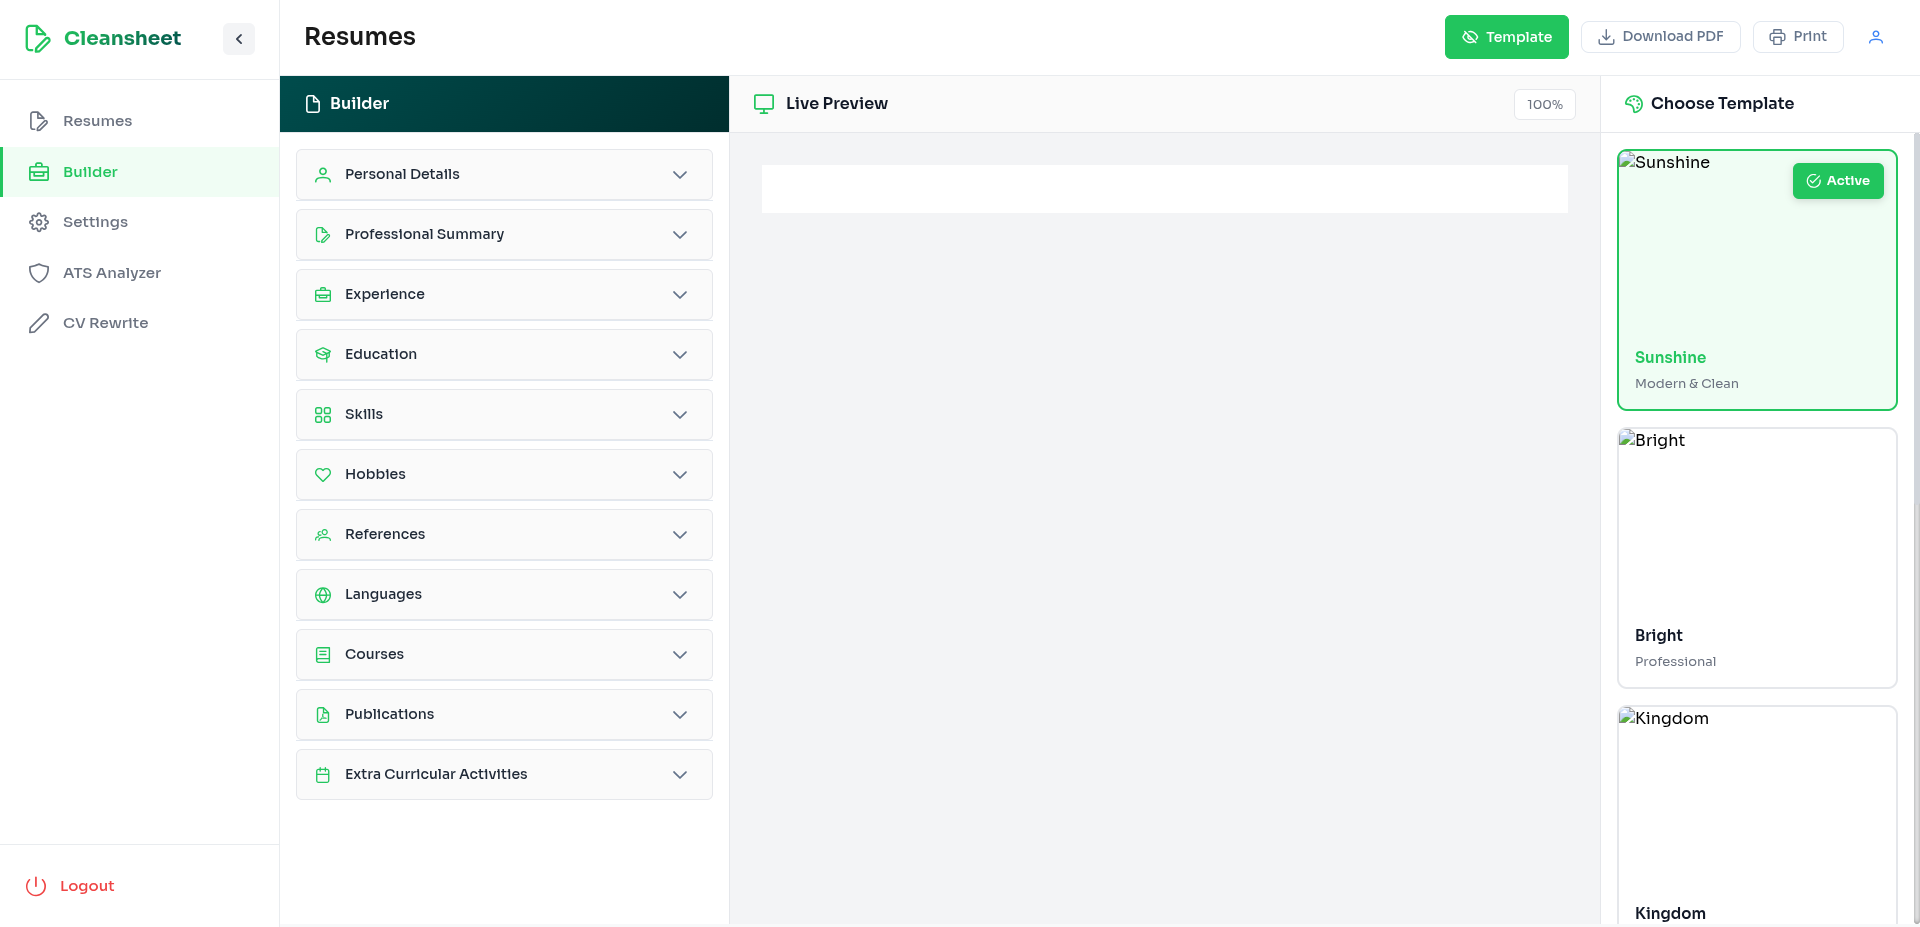 Cleansheet
Resumes
Builder
Settings
ATS Analyzer
CV Rewrite
Logout
Resumes
Template
Download PDF
Print
Builder
Personal Details
Professional Summary
Experience
Education
Skills
Hobbies
References
Languages
Courses
Publications
Extra Curricular Activities
Live Preview
100%
Choose Template
Sunshine
Active
Sunshine
Modern & Clean
Bright
Bright
Professional
Kingdom
Kingdom